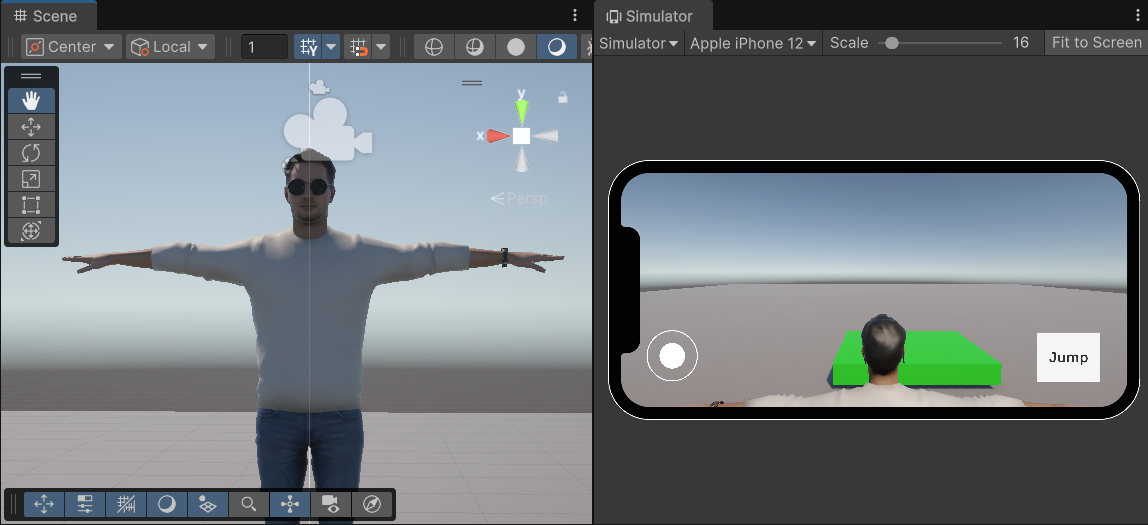 Scene
Simulator
Center
Local
1
Simulator
Apple iPhone 12
Scale
16
Fit to Screen
y
x
Persp
Jump